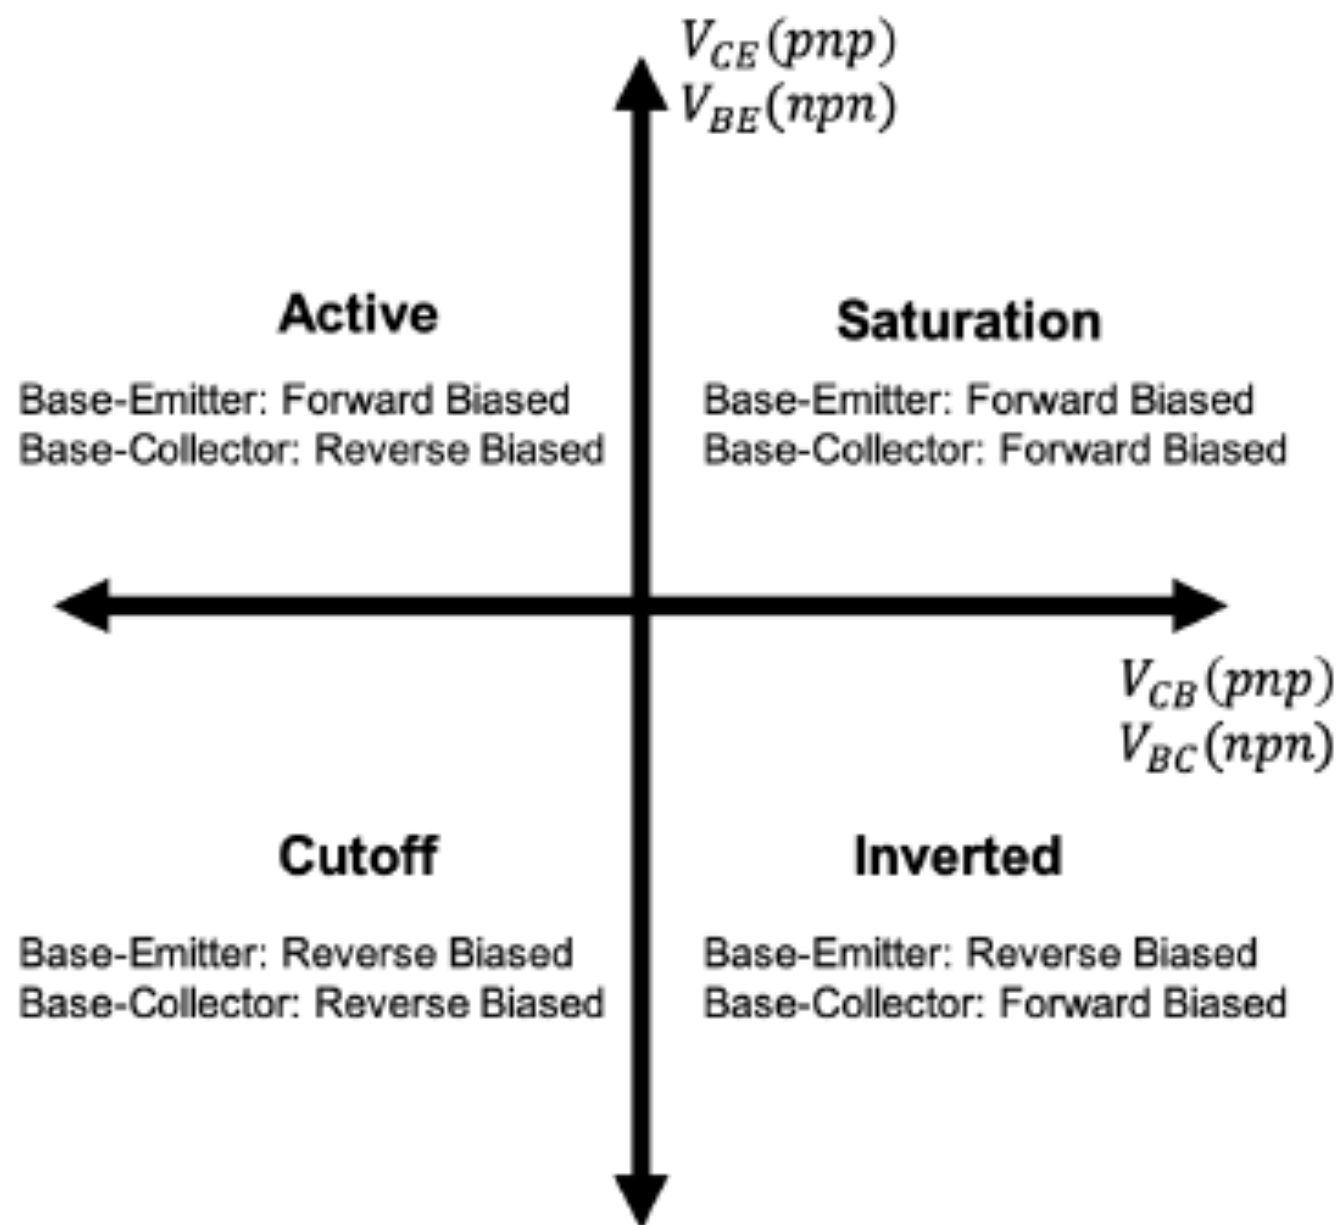 V_CE(pnp)
V_BE(npn)
Active
Base-Emitter: Forward Biased
Base-Collector: Reverse Biased
Saturation
Base-Emitter: Forward Biased
Base-Collector: Forward Biased
V_CB(pnp)
V_BC(npn)
Cutoff
Base-Emitter: Reverse Biased
Base-Collector: Reverse Biased
Inverted
Base-Emitter: Reverse Biased
Base-Collector: Forward Biased